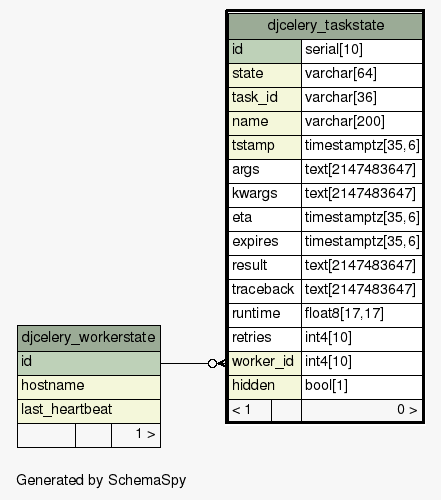 djcelery_taskstate
id serial[10]
state varchar[64]
task_id varchar[36]
name varchar[200]
tstamp timestamptz[35,6]
args text[2147483647]
kwargs text[2147483647]
eta timestamptz[35,6]
expires timestamptz[35,6]
result text[2147483647]
traceback text[2147483647]
runtime float8[17,17]
retries int4[10]
worker_id int4[10]
hidden bool[1]
< 1 0 >
djcelery_workerstate
id
hostname
last_heartbeat
1 >
Generated by SchemaSpy